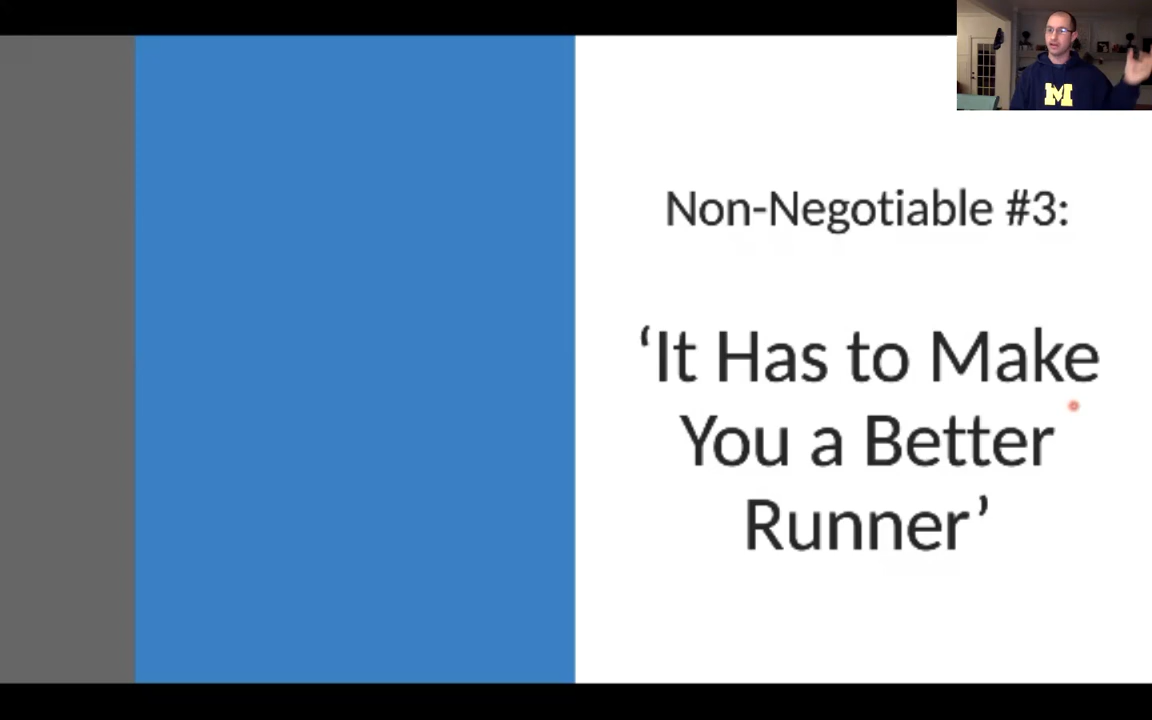 M
Non-Negotiable #3:
‘It Has to Make
You a Better
Runner’